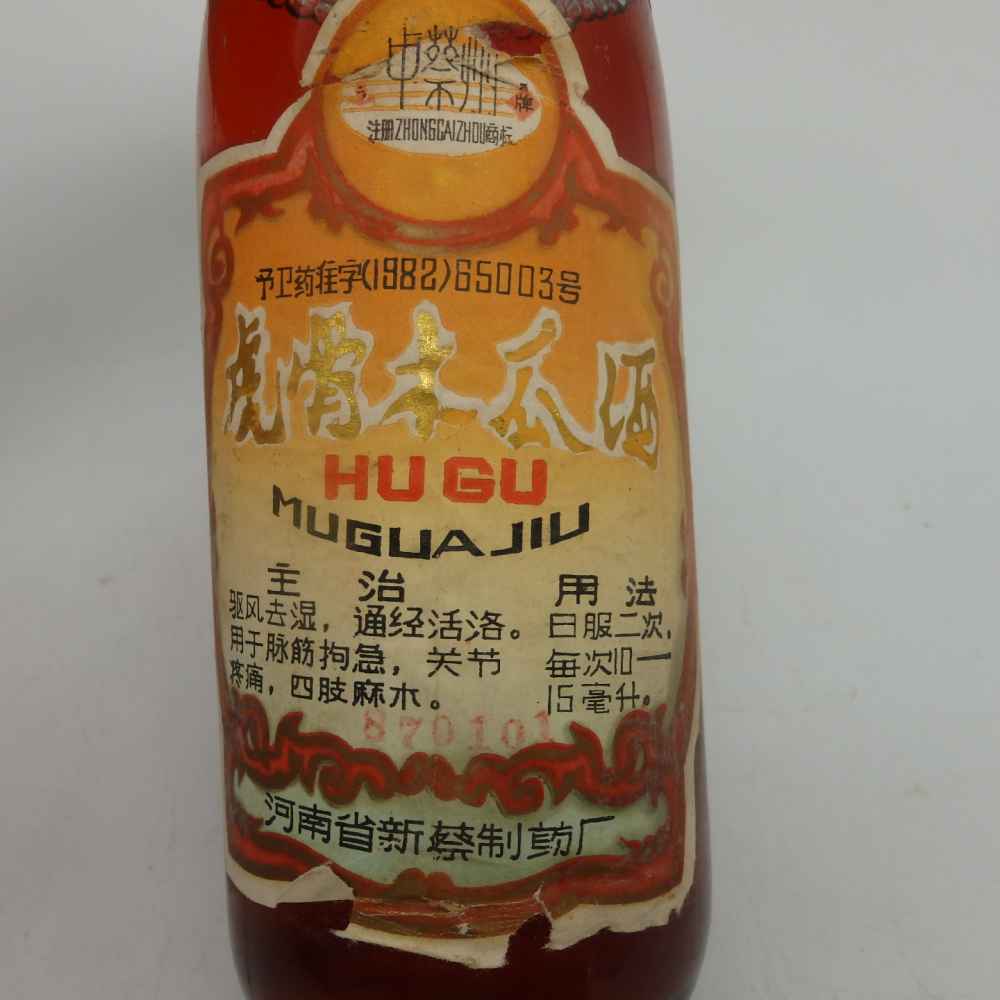 中蔡州
牌
注册ZHONGCAIZHOU商标
予卫药准字(1982)65003号
虎骨木瓜酒
HU GU
MUGUA JIU
主 治
驱风去湿，通经活洛。
用于脉筋拘急，关节
疼痛，四肢麻木。
用 法
日服二次，
每次10—
15毫升。
870101
河南省新蔡制药厂